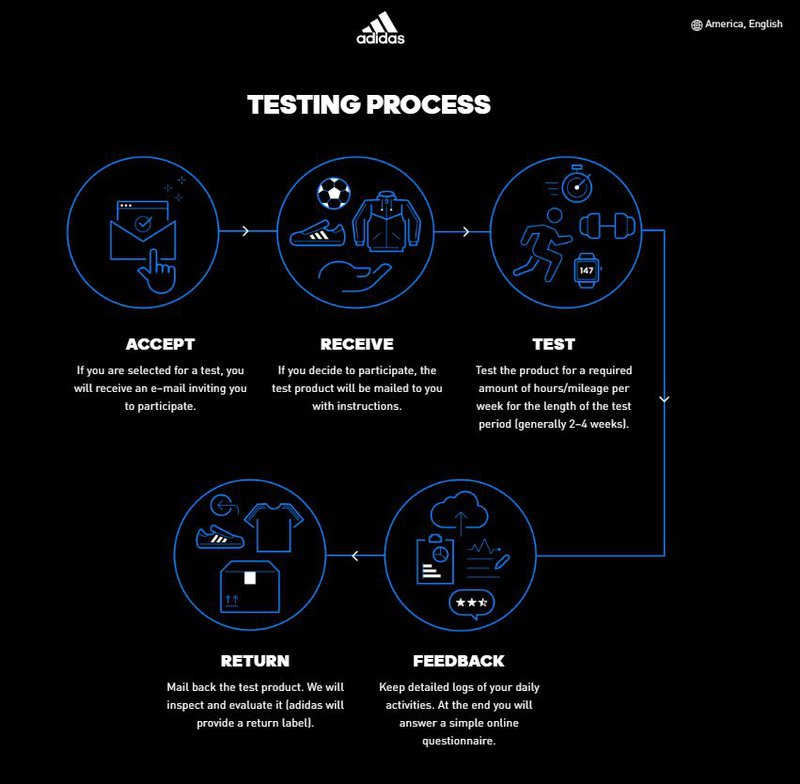 adidas
America, English
TESTING PROCESS
147
ACCEPT
If you are selected for a test, you
will receive an e-mail inviting you
to participate.
RECEIVE
If you decide to participate, the
test product will be mailed to you
with instructions.
TEST
Test the product for a required
amount of hours/mileage per
week for the length of the test
period (generally 2-4 weeks).
FEEDBACK
Keep detailed logs of your daily
activities. At the end you will
answer a simple online
questionnaire.
RETURN
Mail back the test product. We will
inspect and evaluate it (adidas will
provide a return label).